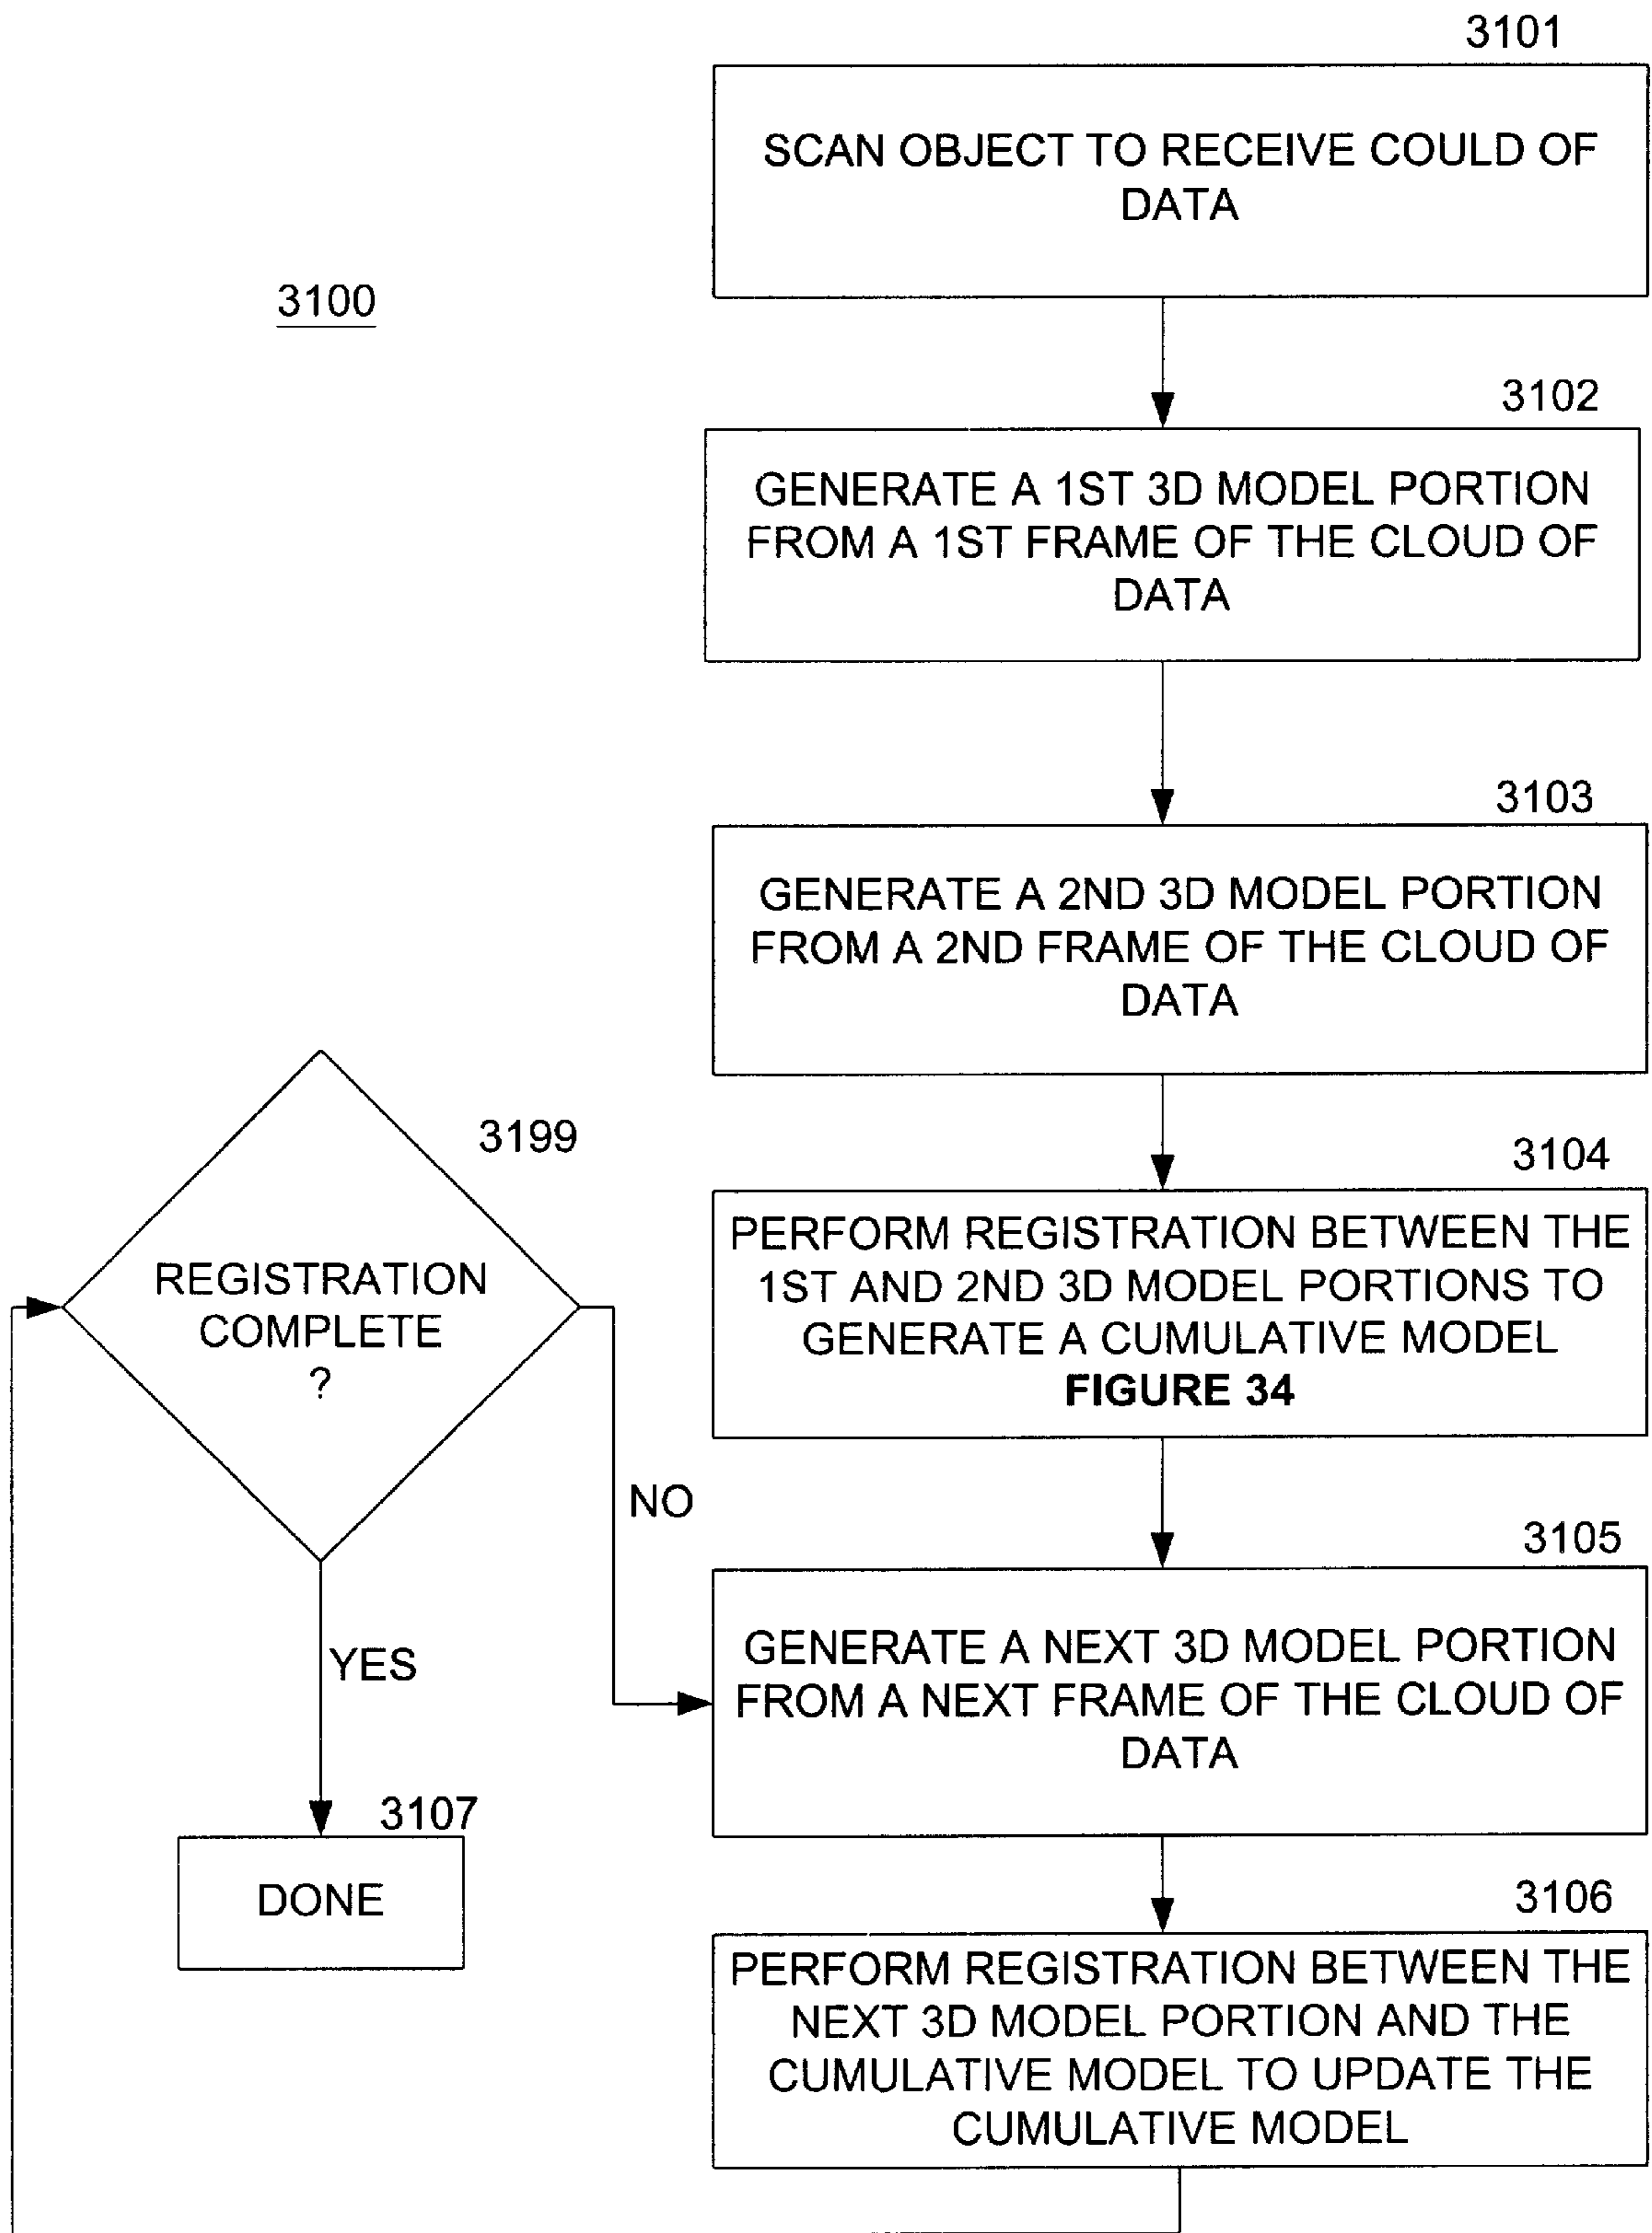 3101
SCAN OBJECT TO RECEIVE COULD OF
DATA
3100
3102
GENERATE A 1ST 3D MODEL PORTION
FROM A 1ST FRAME OF THE CLOUD OF
DATA
3103
GENERATE A 2ND 3D MODEL PORTION
FROM A 2ND FRAME OF THE CLOUD OF
DATA
3104
PERFORM REGISTRATION BETWEEN THE
1ST AND 2ND 3D MODEL PORTIONS TO
GENERATE A CUMULATIVE MODEL
FIGURE 34
3199
REGISTRATION
COMPLETE
?
NO
YES
3105
GENERATE A NEXT 3D MODEL PORTION
FROM A NEXT FRAME OF THE CLOUD OF
DATA
3107
DONE
3106
PERFORM REGISTRATION BETWEEN THE
NEXT 3D MODEL PORTION AND THE
CUMULATIVE MODEL TO UPDATE THE
CUMULATIVE MODEL